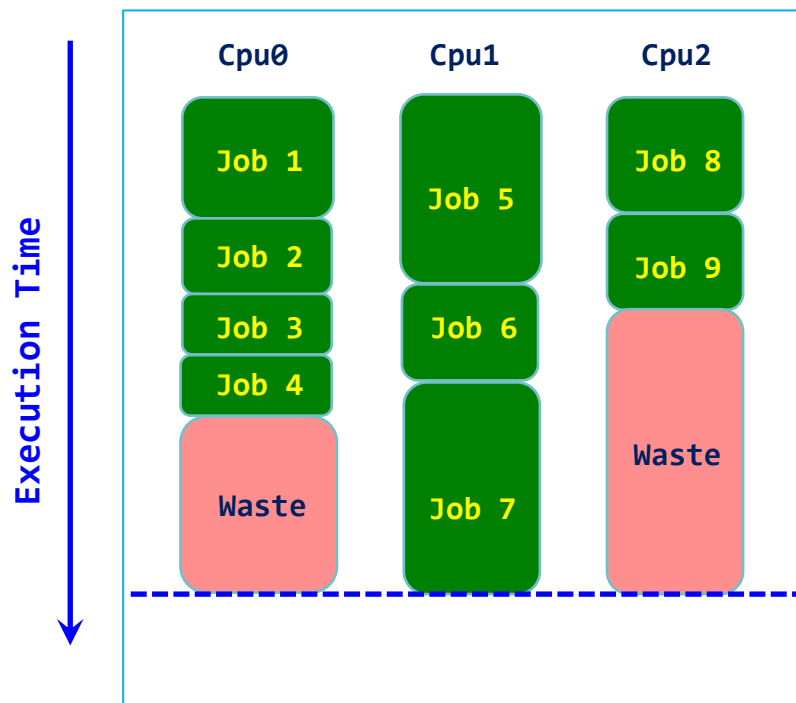 Cpu0
Cpu1
Cpu2
Execution Time
Job 1
Job 2
Job 3
Job 4
Waste
Job 5
Job 6
Job 7
Job 8
Job 9
Waste